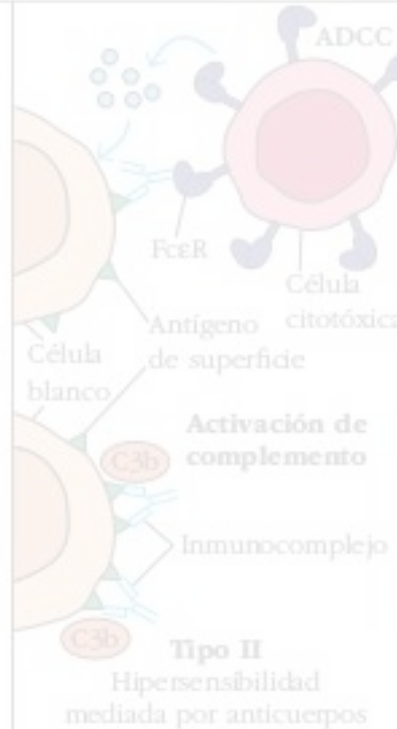 ADCC
FcεR
Célula
citotóxica
Antígeno
de superficie
Célula
blanco
Activación de
complemento
C3b
Inmunocomplejo
C3b
Tipo II
Hipersensibilidad
mediada por anticuerpos